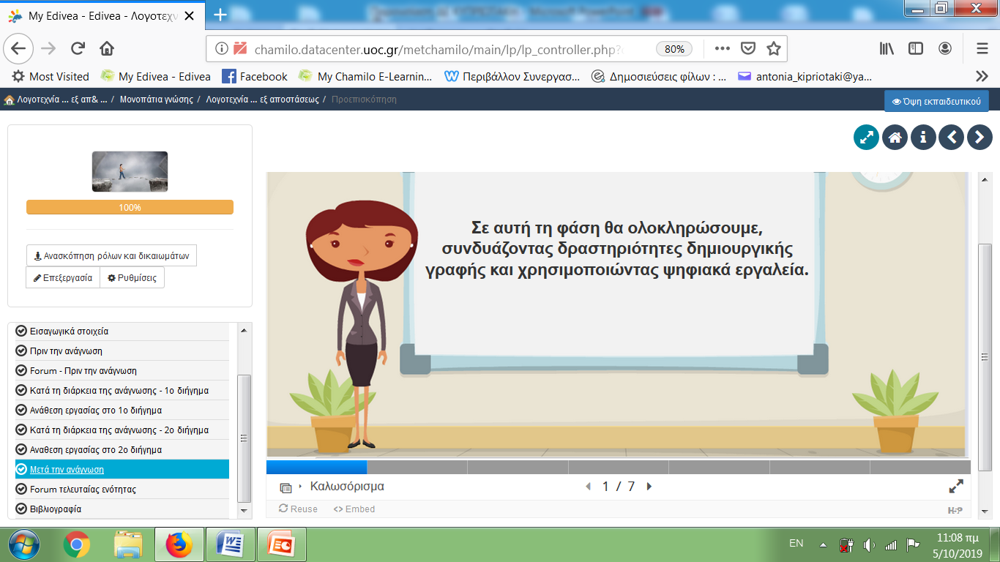 My Edivea - Edivea - Λογοτεχν
Microsoft PowerPoint
chamilo.datacenter.uoc.gr/metchamilo/main/lp/lp_controller.php?c
80%
Most Visited
My Edivea - Edivea
Facebook
My Chamilo E-Learnin...
Περιβάλλον Συνεργασ...
Δημοσιεύσεις φίλων : ...
antonia_kipriotaki@ya...
Λογοτεχνία ... εξ απ& ... / Μονοπάτια γνώσης / Λογοτεχνία ... εξ αποστάσεως / Προεπισκόπηση
Όψη εκπαιδευτικού
100%
Ανασκόπηση ρόλων και δικαιωμάτων
Επεξεργασία
Ρυθμίσεις
Εισαγωγικά στοιχεία
Πριν την ανάγνωση
Forum - Πριν την ανάγνωση
Κατά τη διάρκεια της ανάγνωσης - 1ο διήγημα
Ανάθεση εργασίας στο 1ο διήγημα
Κατά τη διάρκεια της ανάγνωσης - 2ο διήγημα
Αναθεση εργασίας στο 2ο διήγημα
Μετά την ανάγνωση
Forum τελευταίας ενότητας
Βιβλιογραφία
Σε αυτή τη φάση θα ολοκληρώσουμε,
συνδυάζοντας δραστηριότητες δημιουργικής
γραφής και χρησιμοποιώντας ψηφιακά εργαλεία.
Καλωσόρισμα
1 / 7
Reuse
Embed
H5P
EN
11:08 πμ
5/10/2019